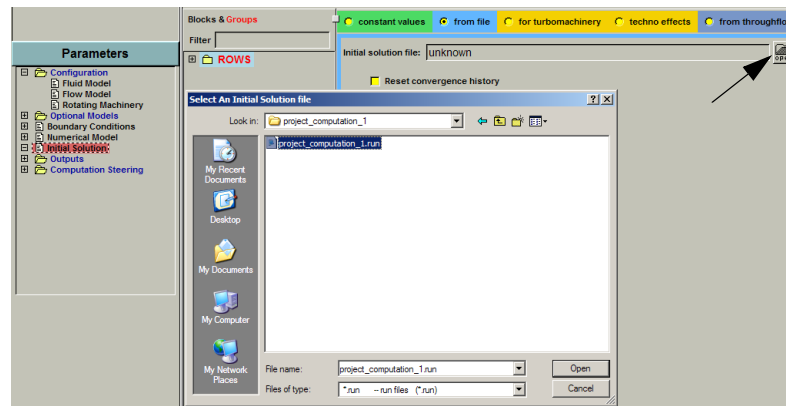 Blocks & Groups
constant values from file for turbomachinery techno effects from throughflo
Filter
Initial solution file: unknown
open
ROWS
Parameters
Reset convergence history
Configuration
Fluid Model
Flow Model
Rotating Machinery
Optional Models
Boundary Conditions
Numerical Model
Initial Solution
Outputs
Computation Steering
Select An Initial Solution file
Look in: project_computation_1
project_computation_1.run
My Recent
Documents
Desktop
My Documents
My Computer
My Network
Places
File name: project_computation_1.run Open
Files of type: *.run -- run files (*.run) Cancel